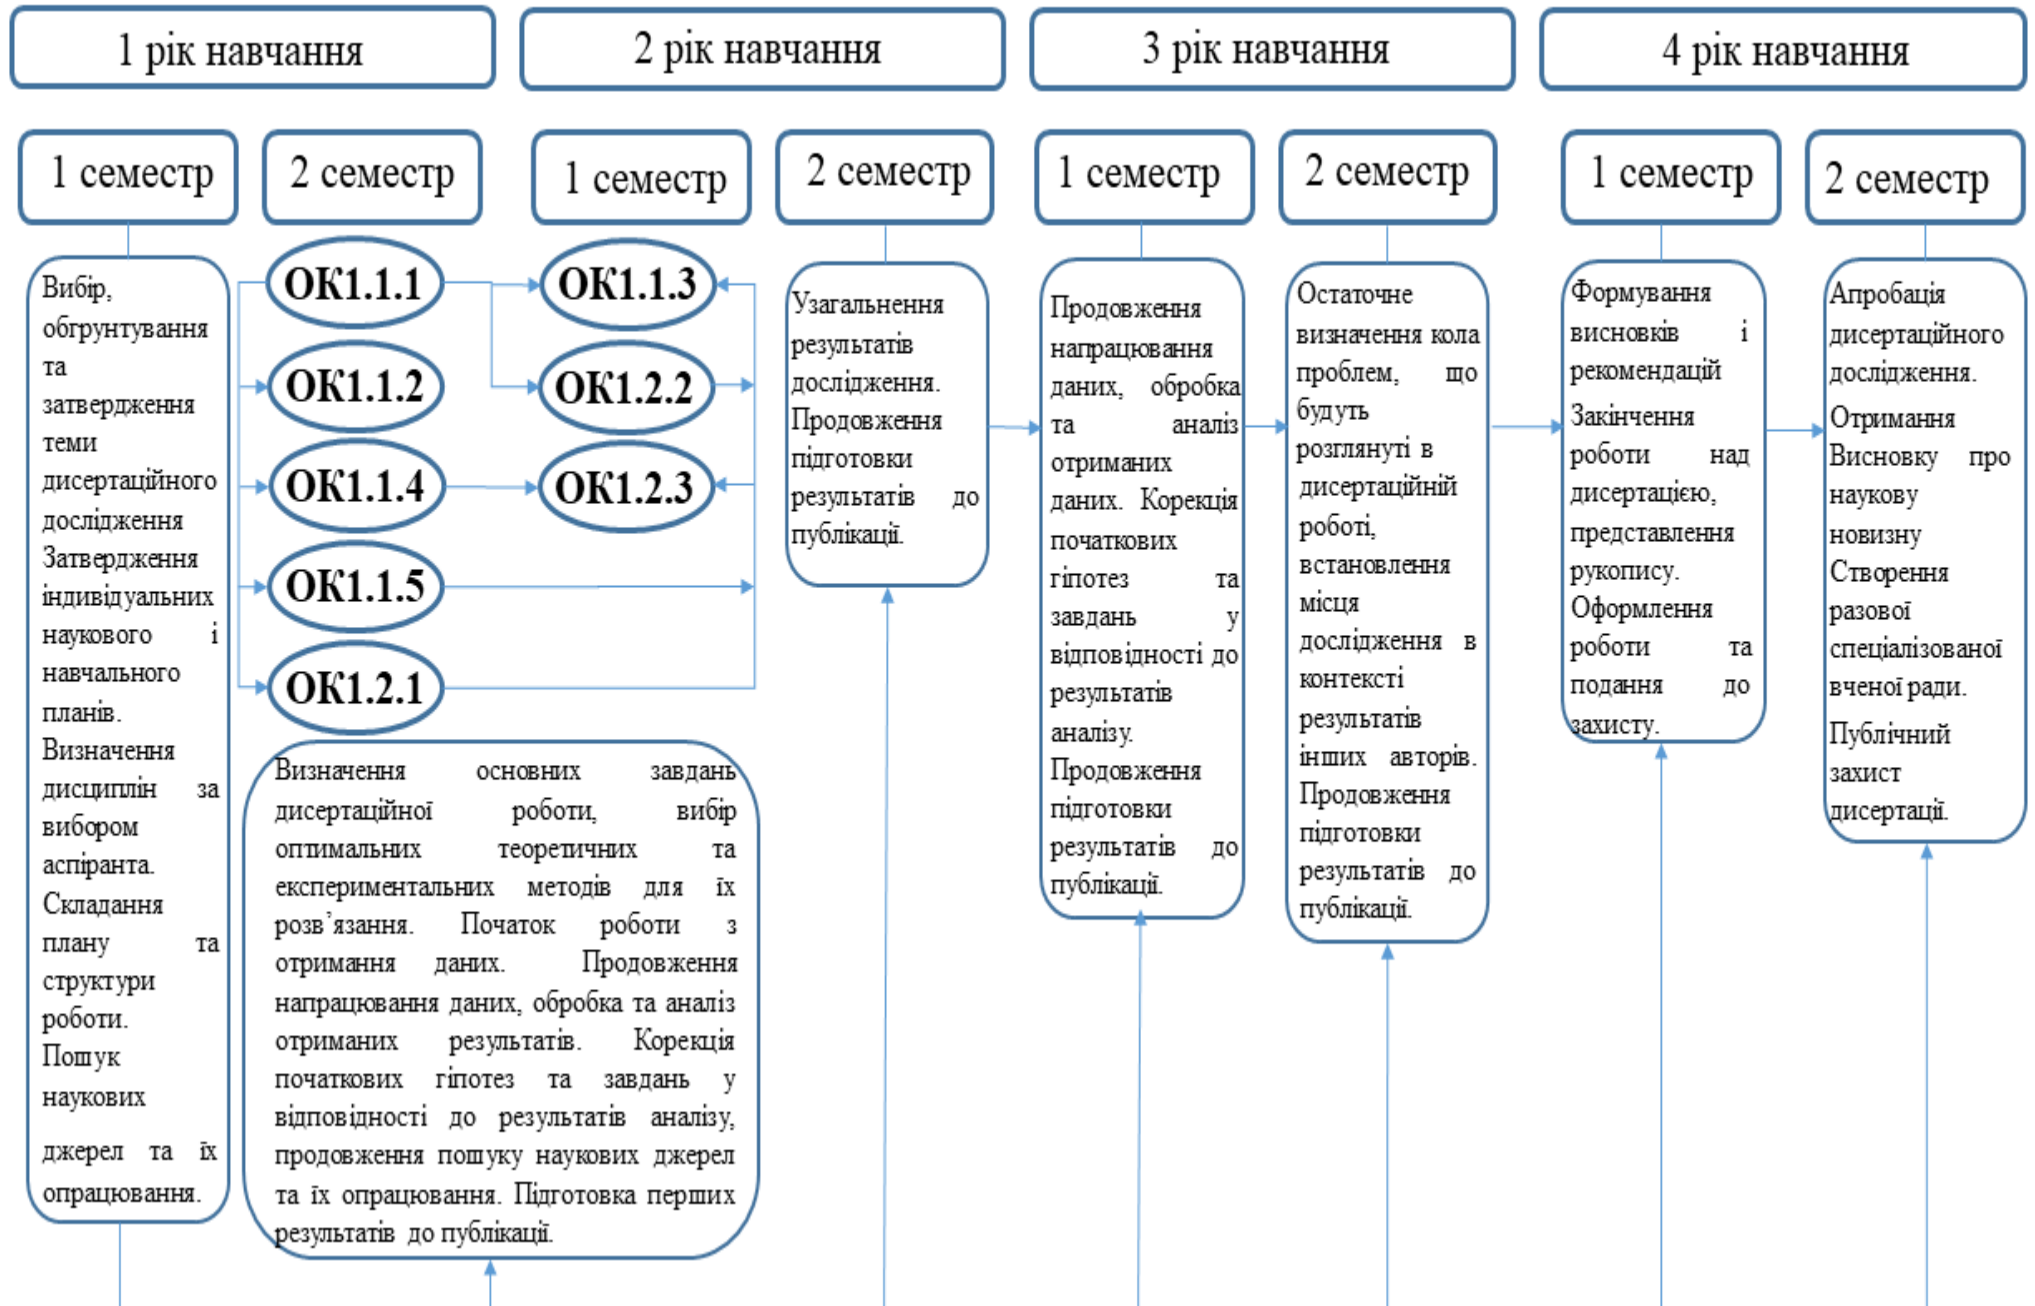 1 рік навчання
2 рік навчання
3 рік навчання
4 рік навчання
1 семестр
2 семестр
1 семестр
2 семестр
1 семестр
2 семестр
1 семестр
2 семестр
Вибір,
обгрунтування
та
затвердження
теми
дисертаційного
дослідження
Затвердження
індивідуальних
наукового і
навчального
планів.
Визначення
дисциплін за
вибором
аспіранта.
Складання
плану та
структури
роботи.
Пошук
наукових
джерел та їх
опрацювання.
ОК1.1.1
ОК1.1.2
ОК1.1.4
ОК1.1.5
ОК1.2.1
ОК1.1.3
ОК1.2.2
ОК1.2.3
Визначення основних завдань
дисертаційної роботи, вибір
оптимальних теоретичних та
експериментальних методів для їх
розв’язання. Початок роботи з
отримання даних. Продовження
напрацювання даних, обробка та аналіз
отриманих результатів. Корекція
початкових гіпотез та завдань у
відповідності до результатів аналізу,
продовження пошуку наукових джерел
та їх опрацювання. Підготовка перших
результатів до публікації.
Узагальнення
результатів
дослідження.
Продовження
підготовки
результатів до
публікації.
Продовження
напрацювання
даних, обробка
та аналіз
отриманих
даних. Корекція
початкових
гіпотез та
завдань у
відповідності до
результатів
аналізу.
Продовження
підготовки
результатів до
публікації.
Остаточне
визначення кола
проблем, що
будуть
розглянуті в
дисертаційній
роботі,
встановлення
місця
дослідження в
контексті
результатів
інших авторів.
Продовження
підготовки
результатів до
публікації.
Формування
висновків і
рекомендацій
Закінчення
роботи над
дисертацією,
представлення
рукопису.
Оформлення
роботи та
подання до
захисту.
Апробація
дисертаційного
дослідження.
Отримання
Висновку про
наукову
новизну
Створення
разової
спеціалізованої
вченої ради.
Публічний
захист
дисертації.